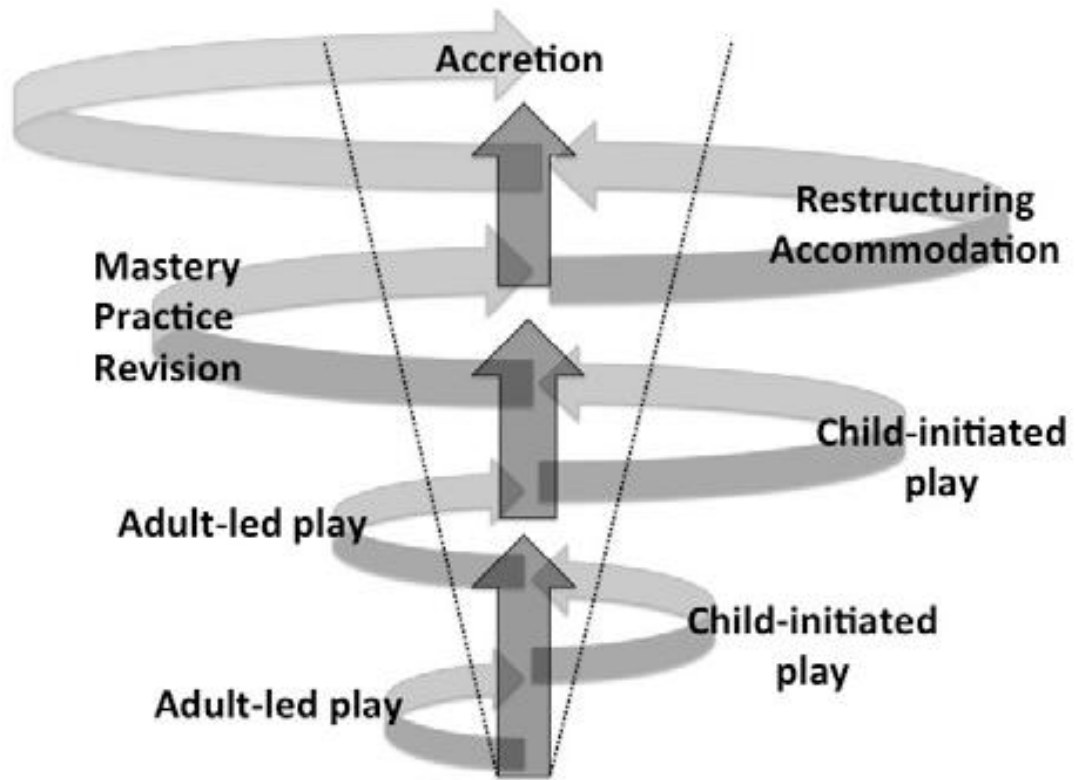 Accretion
Restructuring
Accommodation
Mastery
Practice
Revision
Child-initiated
play
Adult-led play
Child-initiated
play
Adult-led play